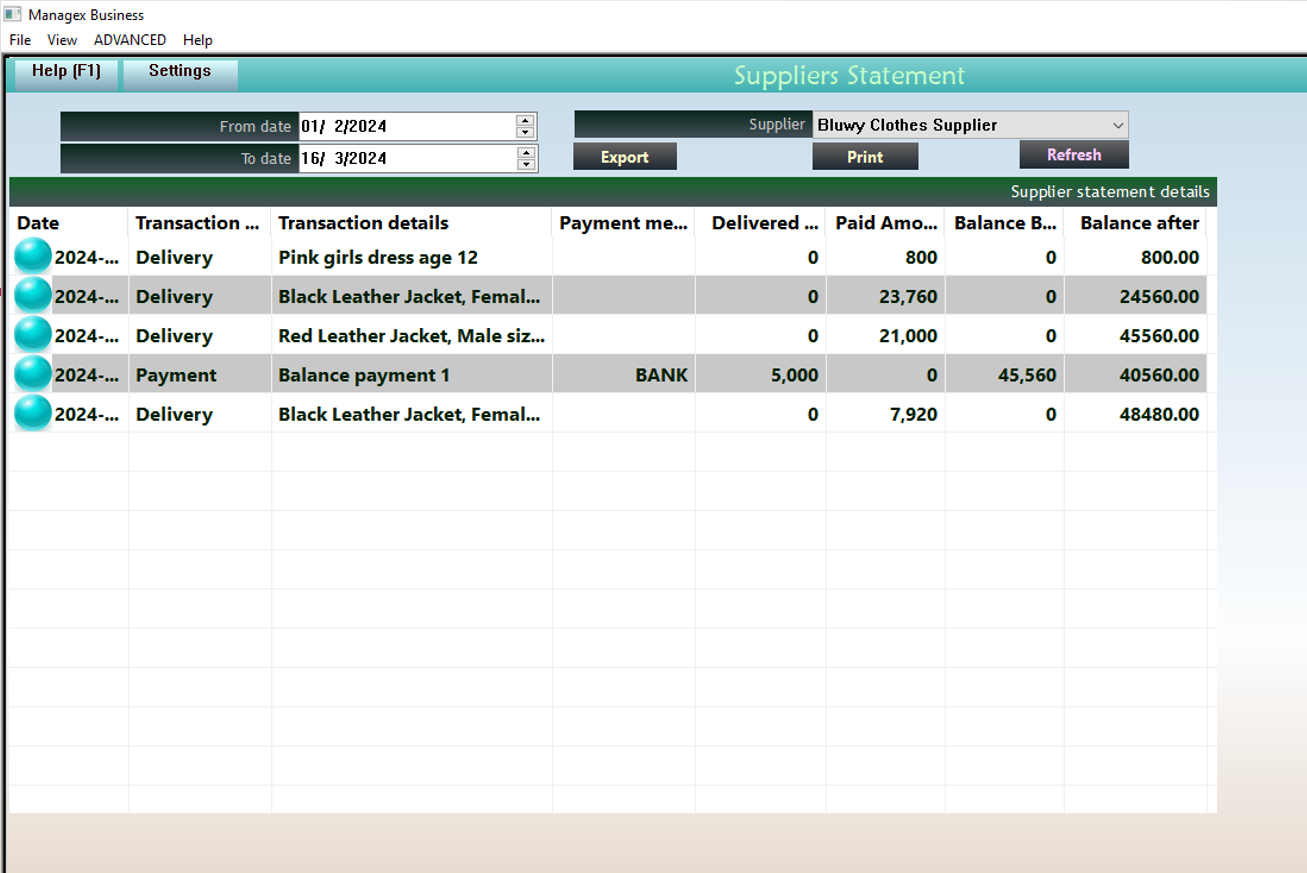 Managex Business
File View ADVANCED Help
Help (F1) Settings Suppliers Statement
From date 01/ 2/2024 Supplier Bluwy Clothes Supplier
To date 16/ 3/2024 Export Print Refresh
Supplier statement details
Date Transaction ... Transaction details Payment me... Delivered ... Paid Amo... Balance B... Balance after
2024-... Delivery Pink girls dress age 12 0 800 0 800.00
2024-... Delivery Black Leather Jacket, Femal... 0 23,760 0 24560.00
2024-... Delivery Red Leather Jacket, Male siz... 0 21,000 0 45560.00
2024-... Payment Balance payment 1 BANK 5,000 0 45,560 40560.00
2024-... Delivery Black Leather Jacket, Femal... 0 7,920 0 48480.00